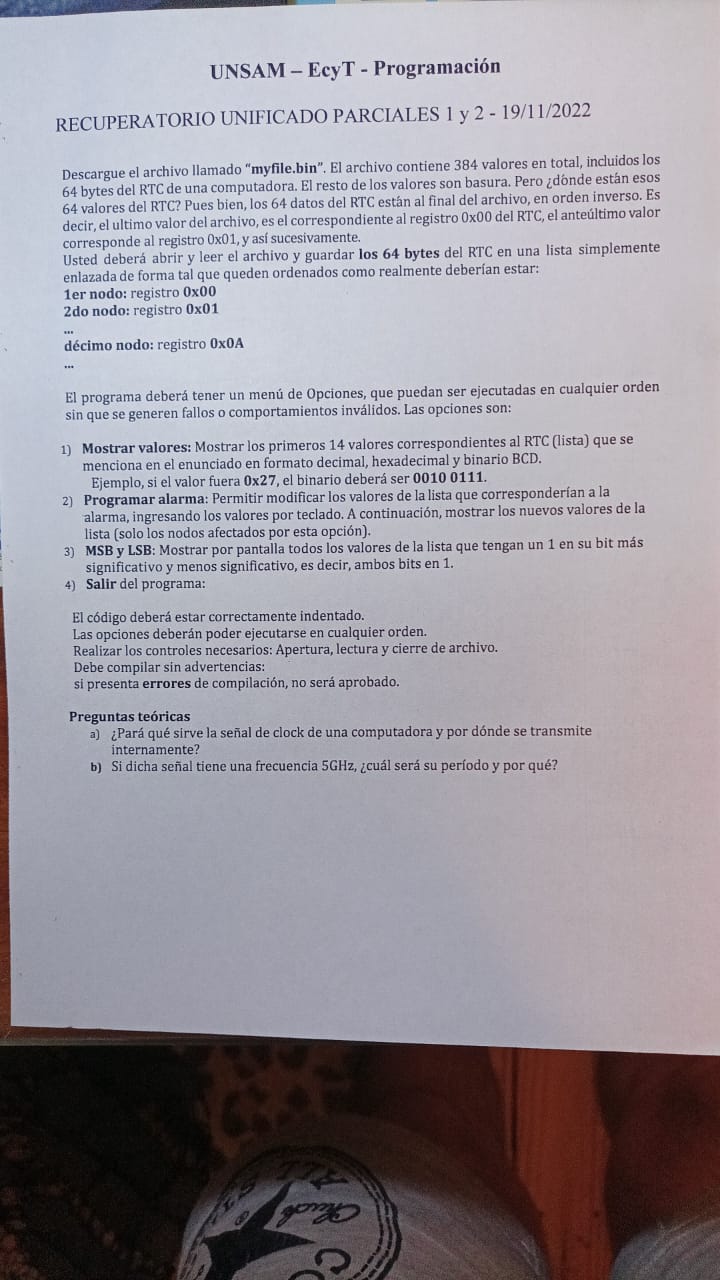 UNSAM – EcyT - Programación
RECUPERATORIO UNIFICADO PARCIALES 1 y 2 - 19/11/2022
Descargue el archivo llamado “myfile.bin”. El archivo contiene 384 valores en total, incluidos los
64 bytes del RTC de una computadora. El resto de los valores son basura. Pero ¿dónde están esos
64 valores del RTC? Pues bien, los 64 datos del RTC están al final del archivo, en orden inverso. Es
decir, el ultimo valor del archivo, es el correspondiente al registro 0x00 del RTC, el anteúltimo valor
corresponde al registro 0x01, y así sucesivamente.
Usted deberá abrir y leer el archivo y guardar los 64 bytes del RTC en una lista simplemente
enlazada de forma tal que queden ordenados como realmente deberían estar:
1er nodo: registro 0x00
2do nodo: registro 0x01
...
décimo nodo: registro 0x0A
...
El programa deberá tener un menú de Opciones, que puedan ser ejecutadas en cualquier orden
sin que se generen fallos o comportamientos inválidos. Las opciones son:
1) Mostrar valores: Mostrar los primeros 14 valores correspondientes al RTC (lista) que se
menciona en el enunciado en formato decimal, hexadecimal y binario BCD.
Ejemplo, si el valor fuera 0x27, el binario deberá ser 0010 0111.
2) Programar alarma: Permitir modificar los valores de la lista que corresponderían a la
alarma, ingresando los valores por teclado. A continuación, mostrar los nuevos valores de la
lista (solo los nodos afectados por esta opción).
3) MSB y LSB: Mostrar por pantalla todos los valores de la lista que tengan un 1 en su bit más
significativo y menos significativo, es decir, ambos bits en 1.
4) Salir del programa:
El código deberá estar correctamente indentado.
Las opciones deberán poder ejecutarse en cualquier orden.
Realizar los controles necesarios: Apertura, lectura y cierre de archivo.
Debe compilar sin advertencias:
si presenta errores de compilación, no será aprobado.
Preguntas teóricas
a) ¿Pará qué sirve la señal de clock de una computadora y por dónde se transmite
internamente?
b) Si dicha señal tiene una frecuencia 5GHz, ¿cuál será su período y por qué?
Chuck